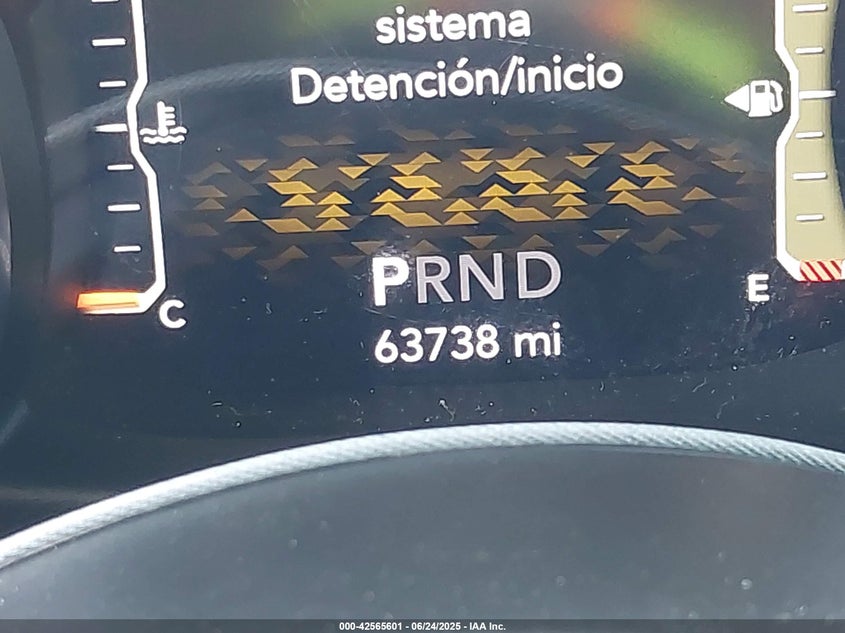 sistema
Detención/inicio
PRND
63738 mi
C
E
000-42565601 - 06/24/2025 - IAA Inc.